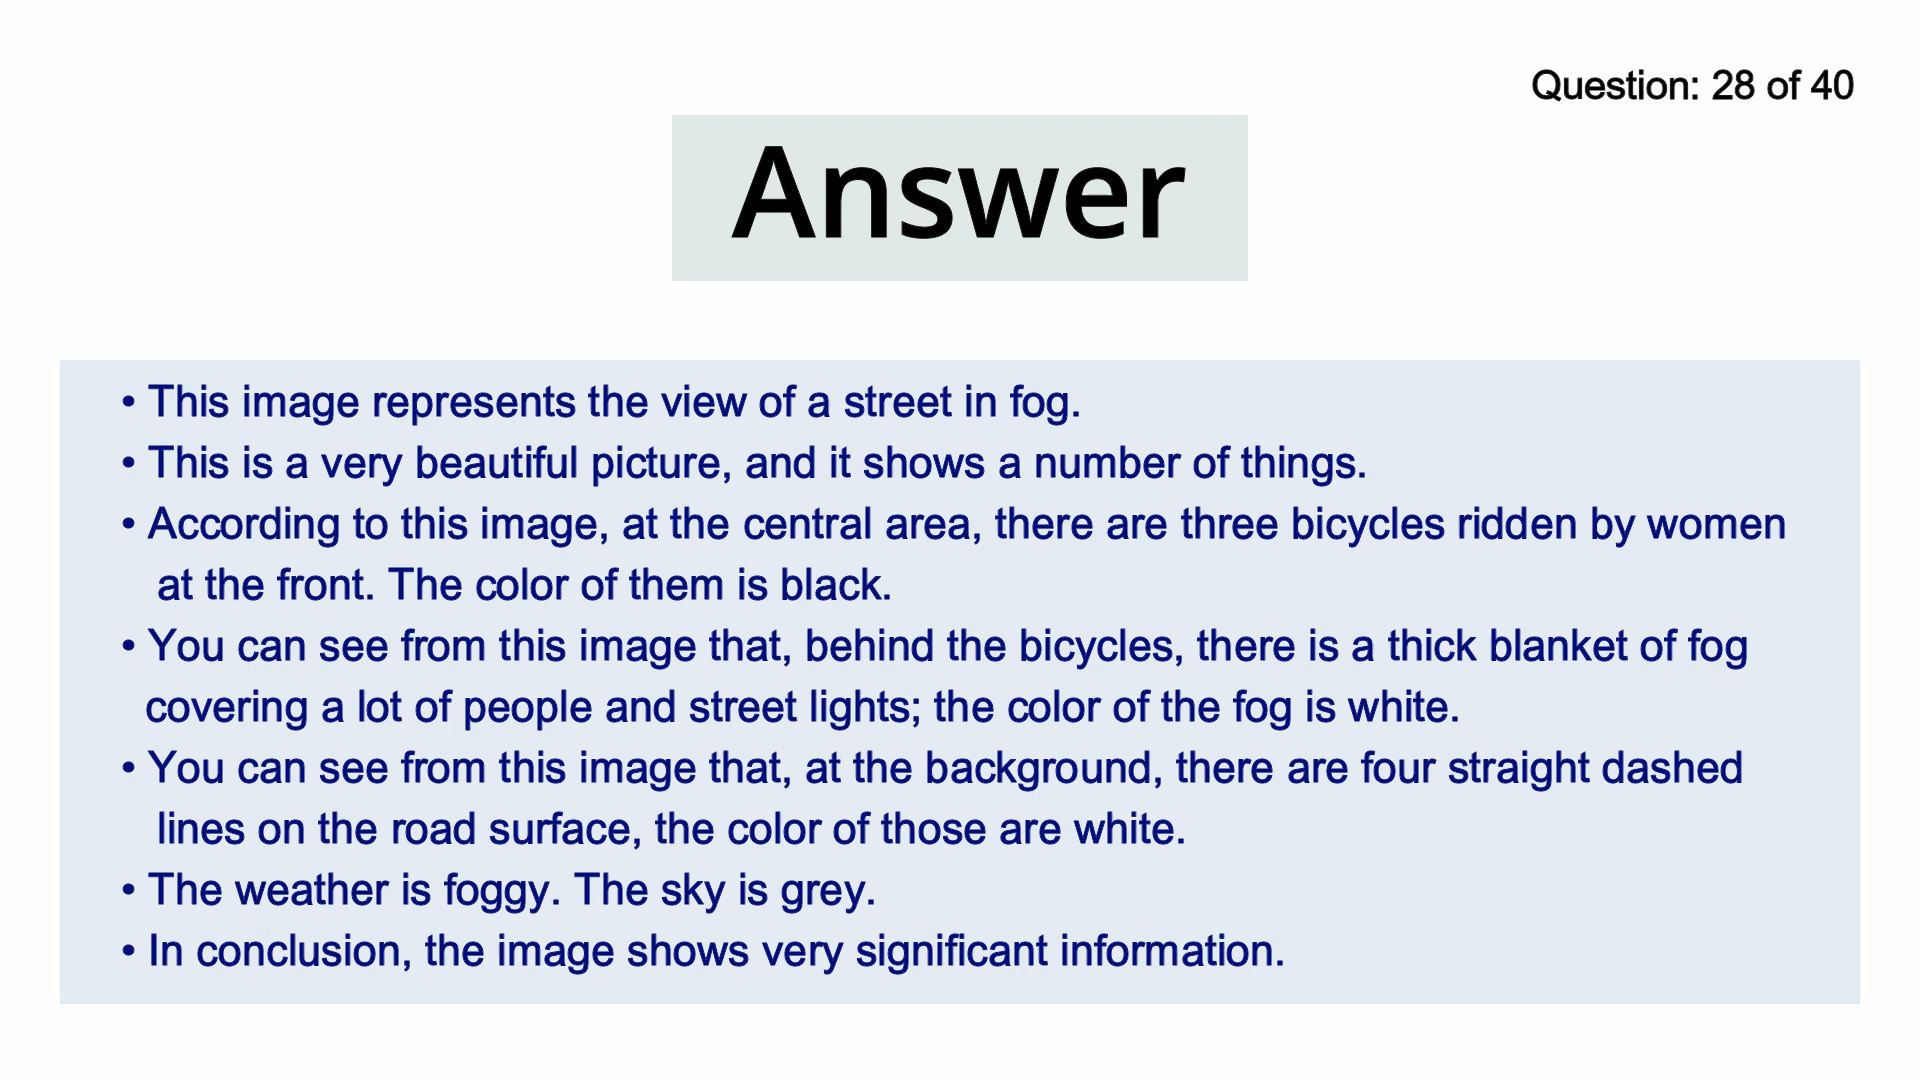 Question: 28 of 40
Answer
• This image represents the view of a street in fog.
• This is a very beautiful picture, and it shows a number of things.
• According to this image, at the central area, there are three bicycles ridden by women
at the front. The color of them is black.
• You can see from this image that, behind the bicycles, there is a thick blanket of fog
covering a lot of people and street lights; the color of the fog is white.
• You can see from this image that, at the background, there are four straight dashed
lines on the road surface, the color of those are white.
• The weather is foggy. The sky is grey.
• In conclusion, the image shows very significant information.